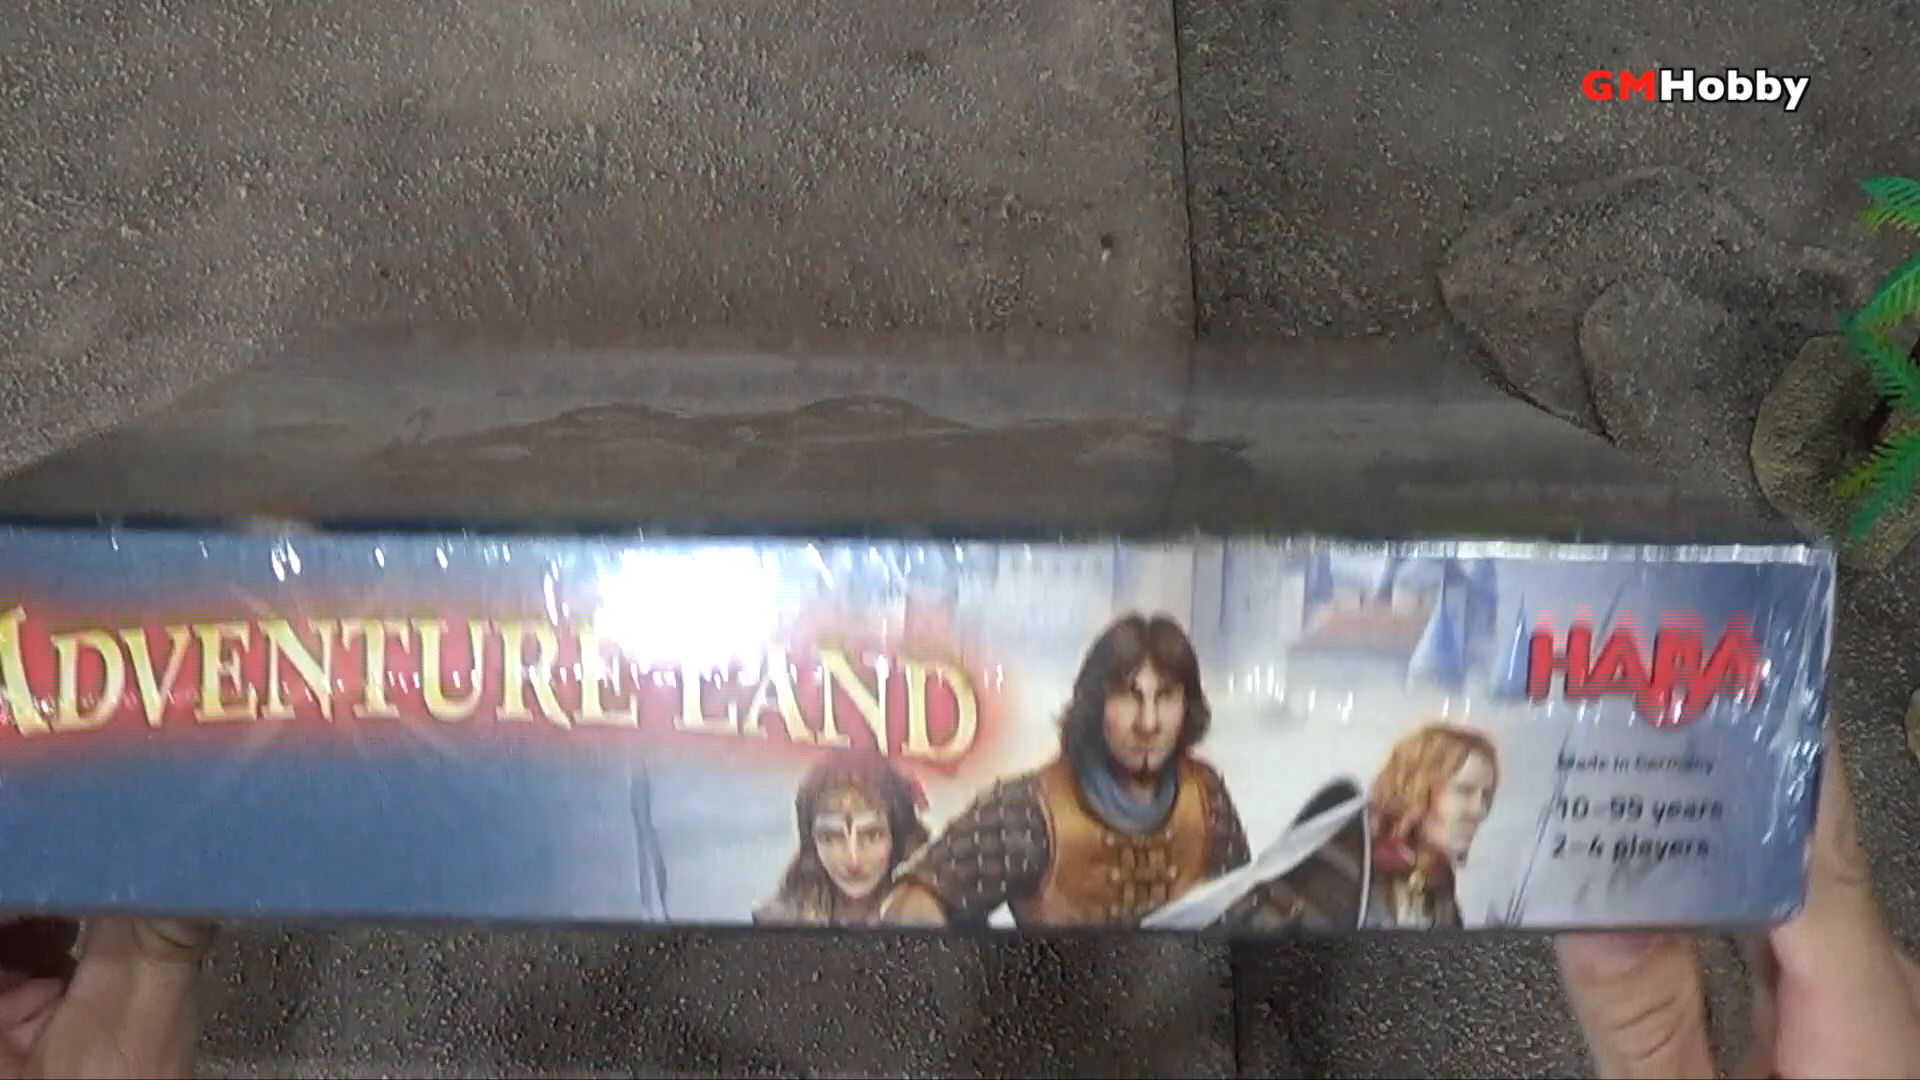 GMHobby
ADVENTURE LAND
HABA
Made in Germany
10-99 years
2-4 players